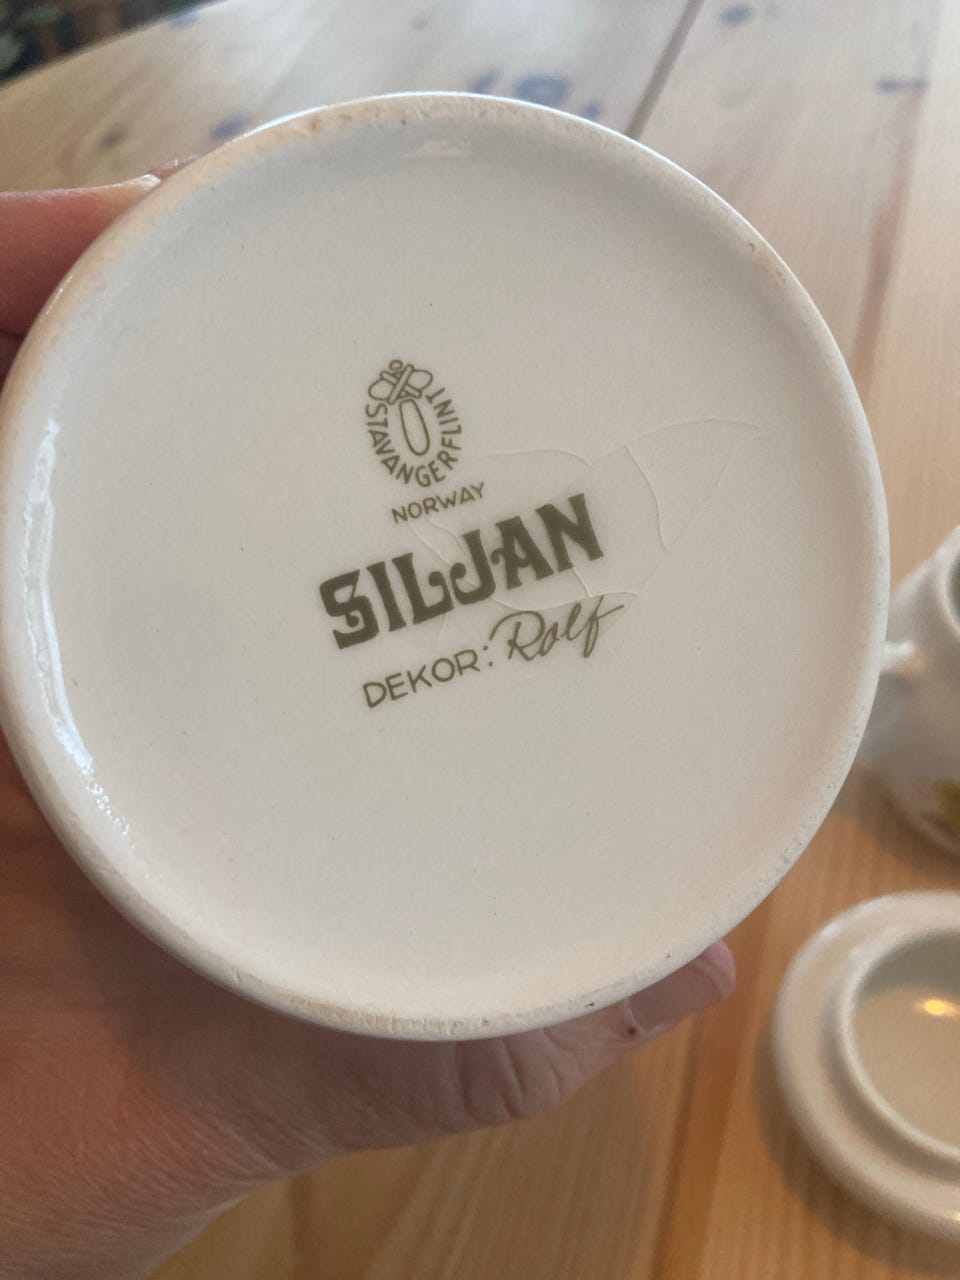 STAVANGERFLINT
NORWAY
SILJAN
DEKOR: Rolf